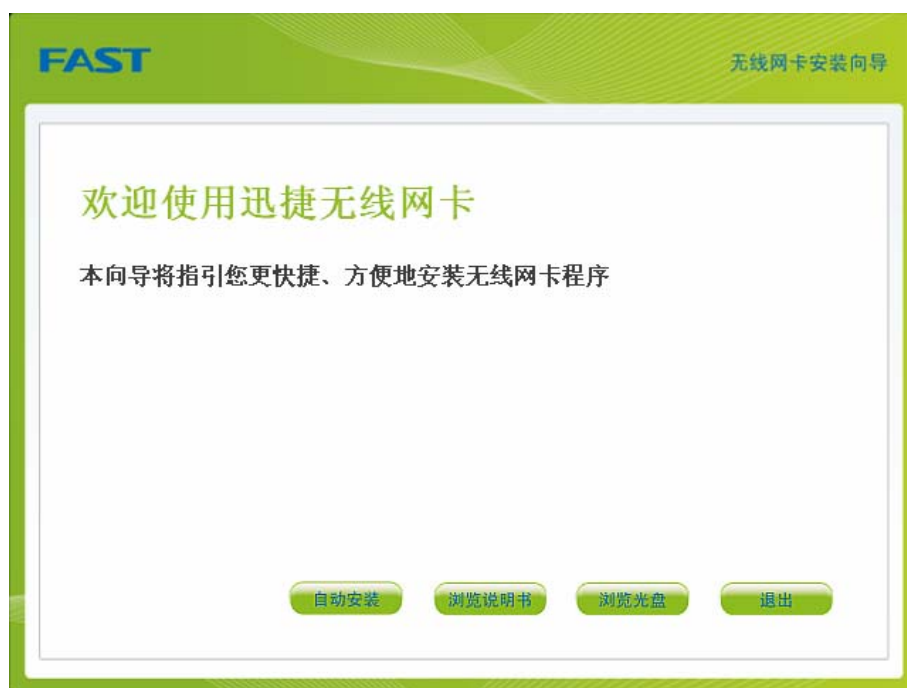 FAST
无线网卡安装向导
欢迎使用迅捷无线网卡
本向导将指引您更快捷、方便地安装无线网卡程序
自动安装
浏览说明书
浏览光盘
退出